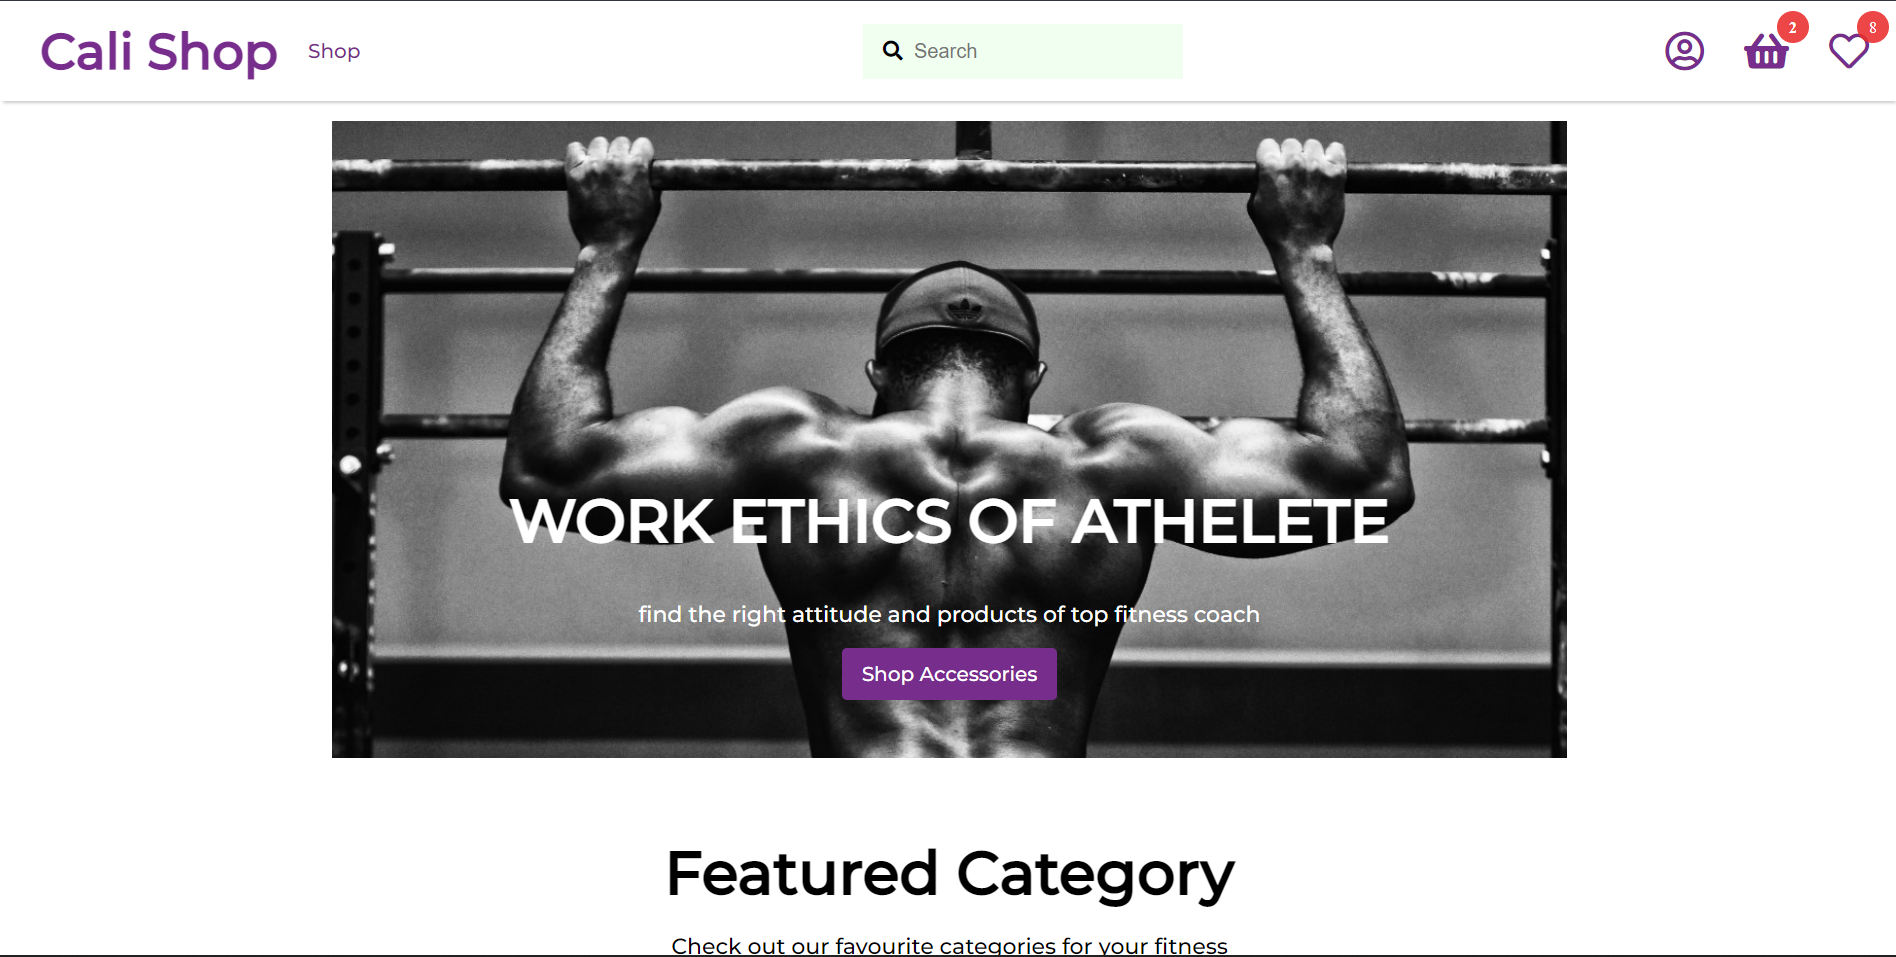 Cali Shop
Shop
Search
2
8
WORK ETHICS OF ATHELETE
find the right attitude and products of top fitness coach
Shop Accessories
Featured Category
Check out our favourite categories for your fitness